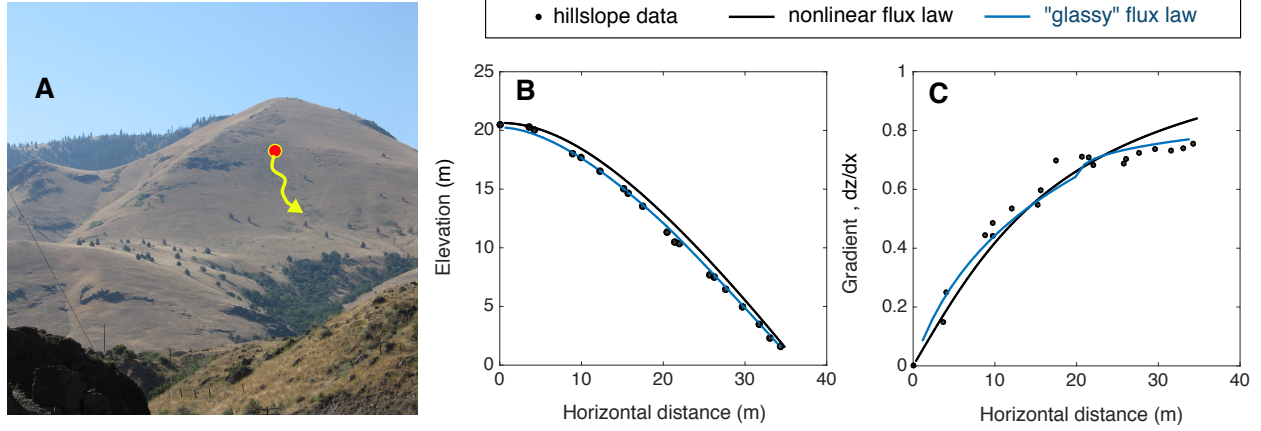 hillslope data nonlinear flux law "glassy" flux law
A
B
25
20
15
10
5
0
Elevation (m)
0 10 20 30 40
Horizontal distance (m)
C
1
0.8
0.6
0.4
0.2
0
Gradient , dz/dx
0 10 20 30 40
Horizontal distance (m)